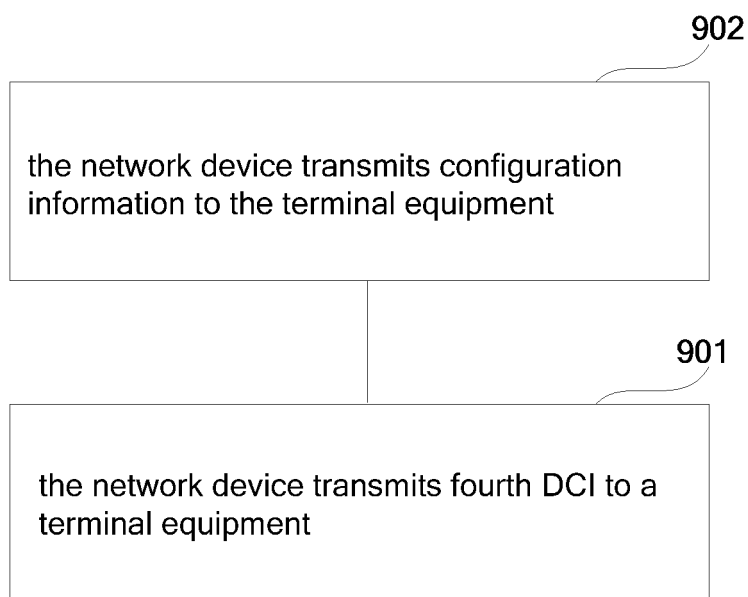 902
the network device transmits configuration
information to the terminal equipment
901
the network device transmits fourth DCI to a
terminal equipment